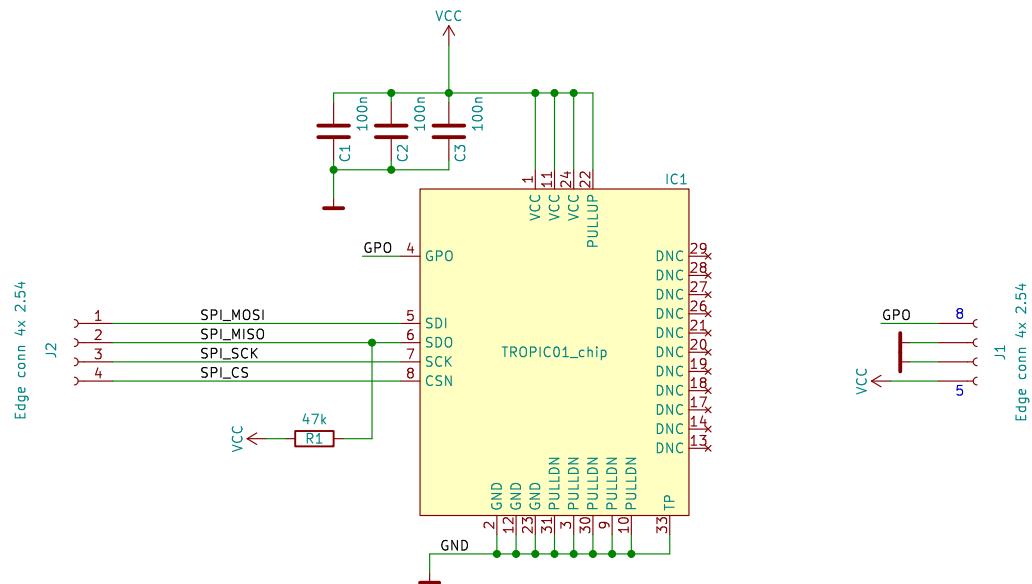 VCC
100n
100n
100n
C1
C2
C3
IC1
1
11
24
22
VCC
VCC
VCC
PULLUP
GPO
4
GPO
5
SDI
6
SDO
7
SCK
8
CSN
TROPIC01_chip
DNC
29
DNC
28
DNC
27
DNC
26
DNC
21
DNC
20
DNC
19
DNC
18
DNC
17
DNC
14
DNC
13
Edge conn 4x 2.54
J2
1
SPI_MOSI
2
SPI_MISO
3
SPI_SCK
4
SPI_CS
VCC
47k
R1
GND
GND
GND
PULLDN
PULLDN
PULLDN
PULLDN
PULLDN
TP
2
12
23
31
3
30
9
10
33
GND
GPO
8
VCC
5
J1
Edge conn 4x 2.54